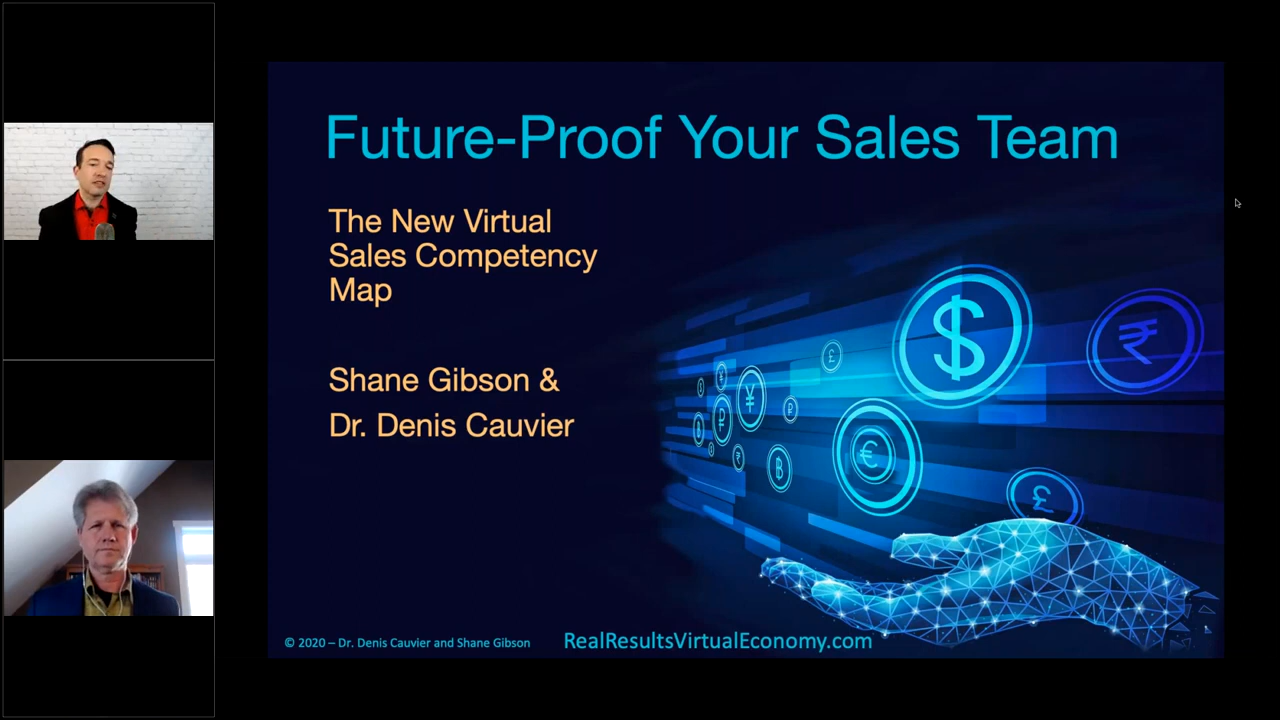 Future-Proof Your Sales Team
The New Virtual
Sales Competency
Map
Shane Gibson &
Dr. Denis Cauvier
$
₹
£
¥
¥
₽
₽
€
฿
₹
฿
£
© 2020 – Dr. Denis Cauvier and Shane Gibson
RealResultsVirtualEconomy.com